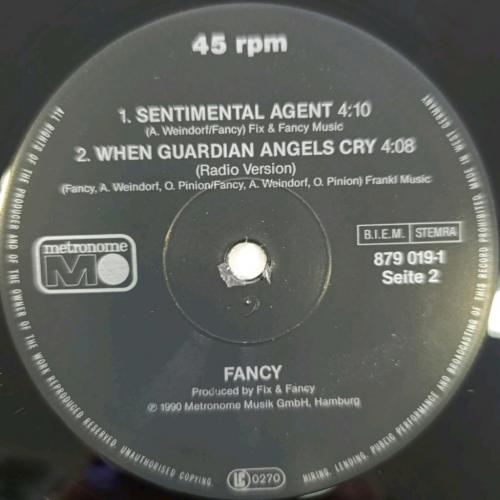 45 rpm
1. SENTIMENTAL AGENT 4:10
(A. Weindorf/Fancy) Fix & Fancy Music
2. WHEN GUARDIAN ANGELS CRY 4:08
(Radio Version)
(Fancy, A. Weindorf, O. Pinion/Fancy, A. Weindorf, O. Pinion) Frankl Music
metronome
M
B.I.E.M. STEMRA
879 019-1
Seite 2
FANCY
Produced by Fix & Fancy
℗ 1990 Metronome Musik GmbH, Hamburg
LC 0270
ALL RIGHTS OF THE PRODUCER AND OF THE OWNER OF THE WORK REPRODUCED RESERVED. UNAUTHORISED COPYING. HIRING. LENDING. PUBLIC PERFORMANCE AND BROADCASTING OF THIS RECORD PROHIBITED. MADE IN WEST GERMANY